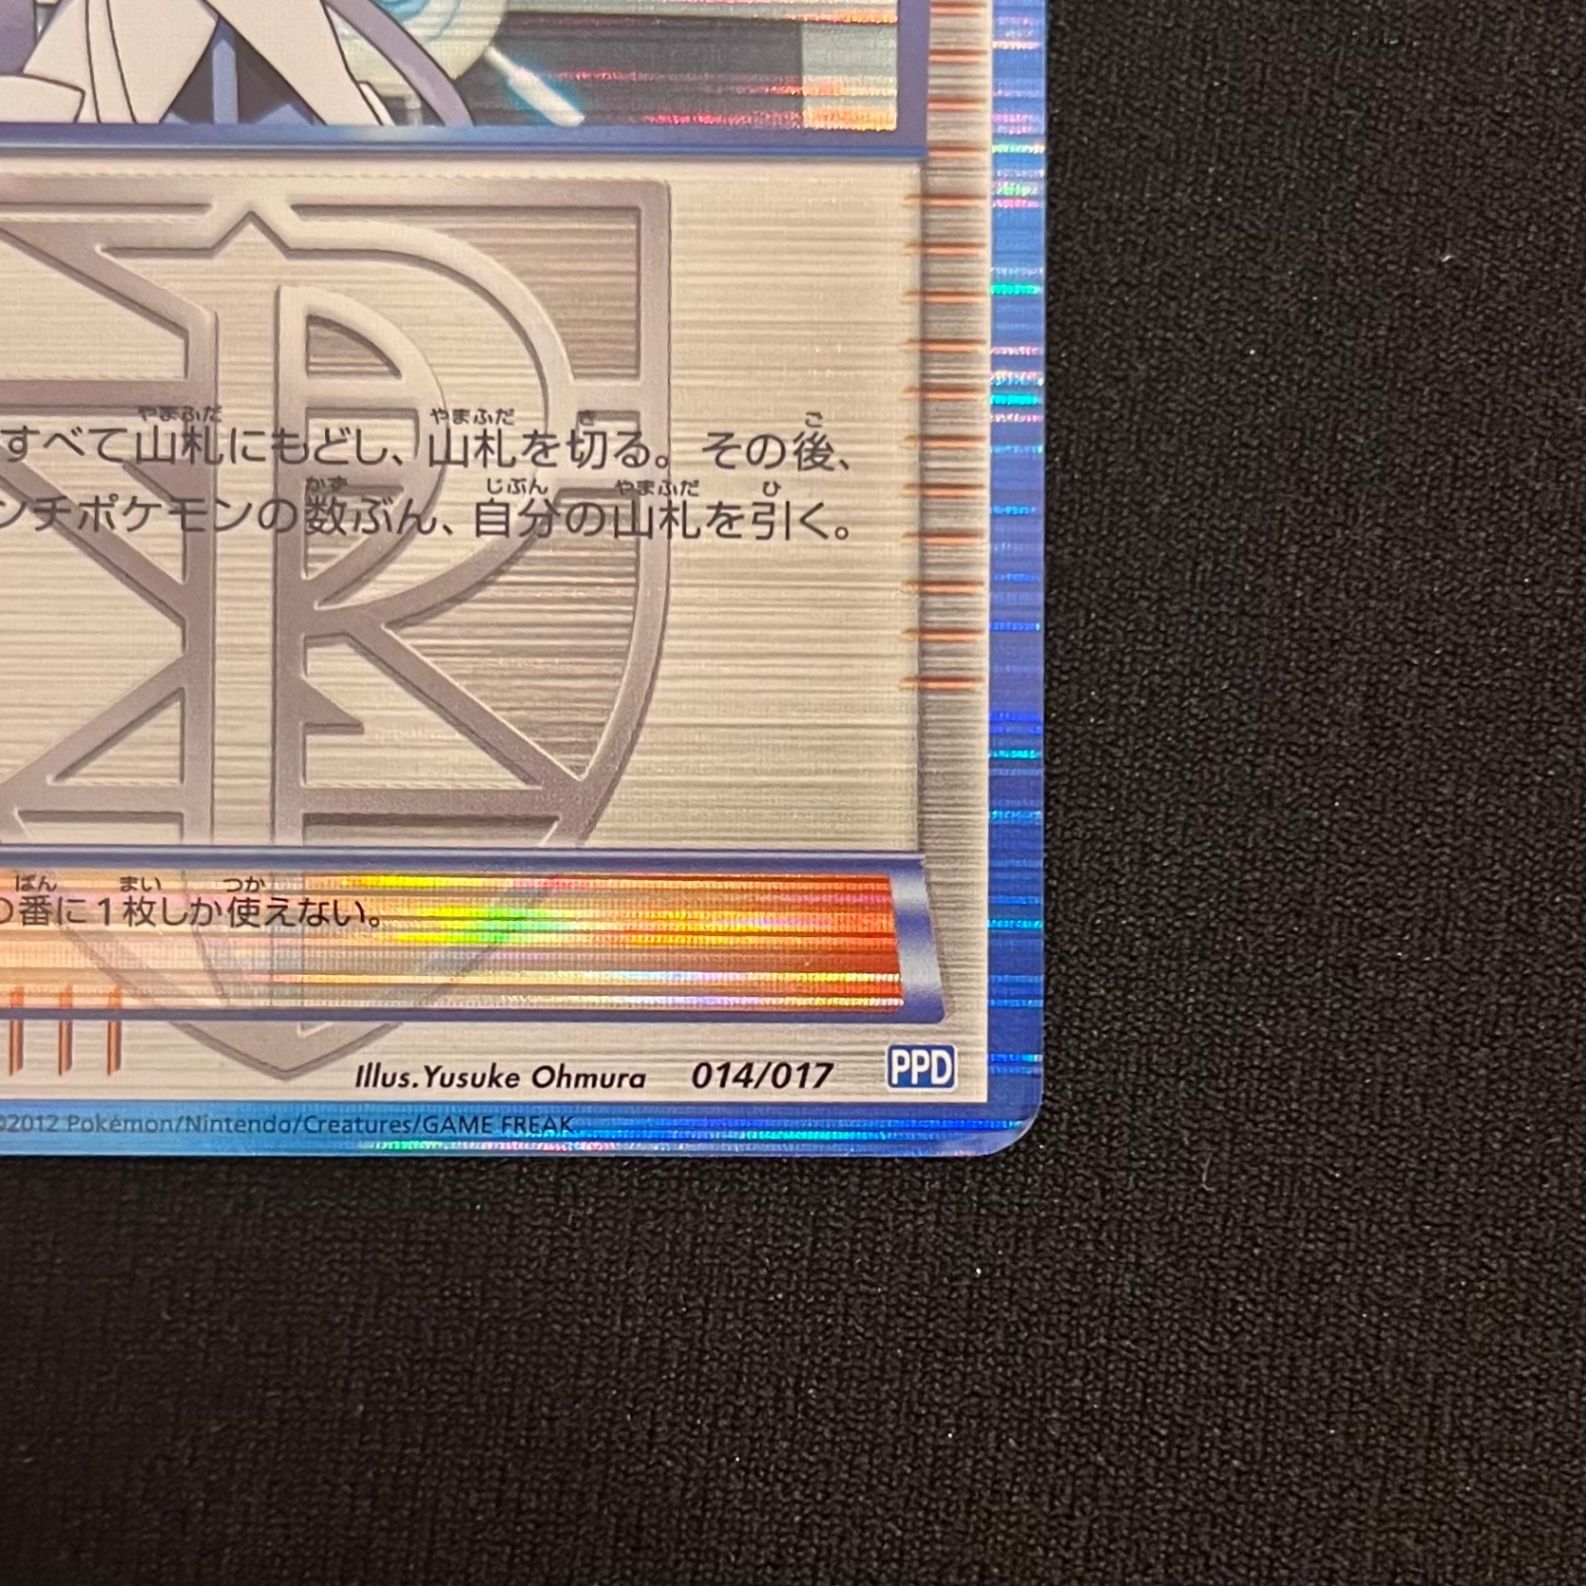 すべて山札にもどし、山札を切る。その後、
ンチポケモンの数ぶん、自分の山札を引く。
の番に1枚しか使えない。
Illus.Yusuke Ohmura 014/017 PPD
©2012 Pokémon/Nintendo/Creatures/GAME FREAK.